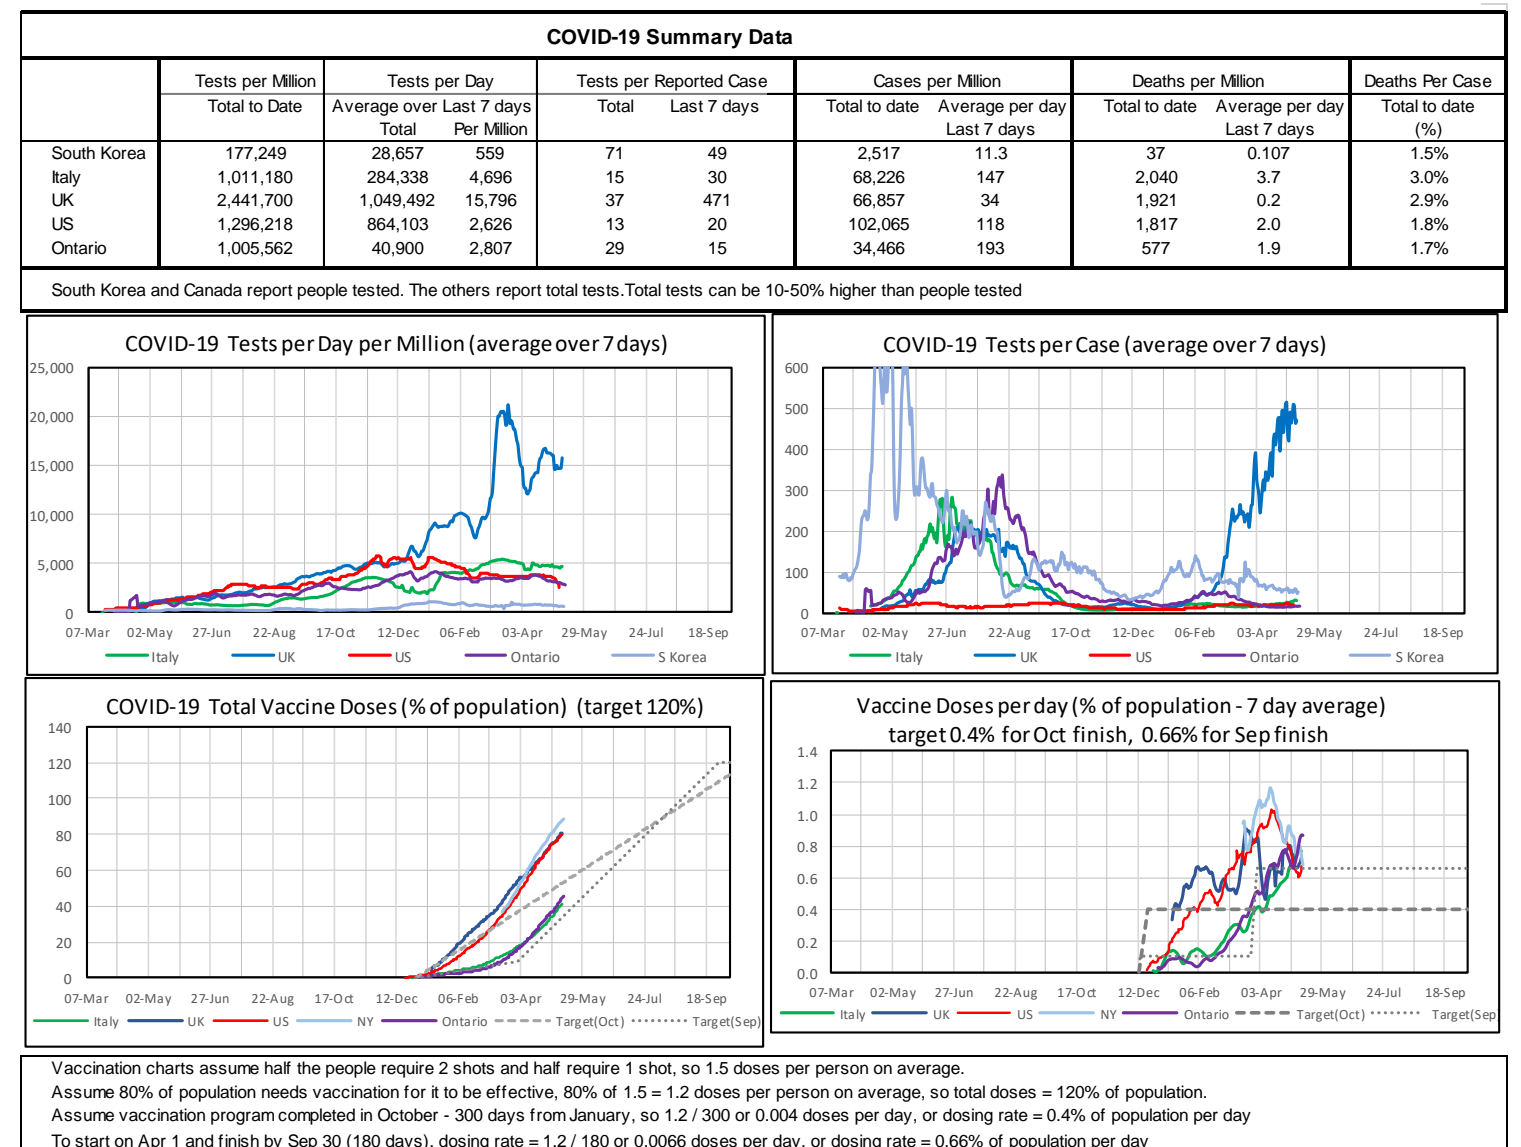 COVID-19 Summary Data
Tests per Million Tests per Day Tests per Reported Case Cases per Million Deaths per Million Deaths Per Case
Total to Date Average over Last 7 days Total Last 7 days Total to date Average per day Total to date Average per day Total to date
Total Per Million Last 7 days Last 7 days (%)
South Korea 177,249 28,657 559 71 49 2,517 11.3 37 0.107 1.5%
Italy 1,011,180 284,338 4,696 15 30 68,226 147 2,040 3.7 3.0%
UK 2,441,700 1,049,492 15,796 37 471 66,857 34 1,921 0.2 2.9%
US 1,296,218 864,103 2,626 13 20 102,065 118 1,817 2.0 1.8%
Ontario 1,005,562 40,900 2,807 29 15 34,466 193 577 1.9 1.7%
South Korea and Canada report people tested. The others report total tests.Total tests can be 10-50% higher than people tested
COVID-19 Tests per Day per Million (average over 7 days)
25,000
20,000
15,000
10,000
5,000
0
07-Mar 02-May 27-Jun 22-Aug 17-Oct 12-Dec 06-Feb 03-Apr 29-May 24-Jul 18-Sep
Italy UK US Ontario S Korea
COVID-19 Tests per Case (average over 7 days)
600
500
400
300
200
100
0
07-Mar 02-May 27-Jun 22-Aug 17-Oct 12-Dec 06-Feb 03-Apr 29-May 24-Jul 18-Sep
Italy UK US Ontario S Korea
COVID-19 Total Vaccine Doses (% of population) (target 120%)
140
120
100
80
60
40
20
0
07-Mar 02-May 27-Jun 22-Aug 17-Oct 12-Dec 06-Feb 03-Apr 29-May 24-Jul 18-Sep
Italy UK US NY Ontario Target(Oct) Target(Sep)
Vaccine Doses per day (% of population - 7 day average)
target 0.4% for Oct finish, 0.66% for Sep finish
1.4
1.2
1.0
0.8
0.6
0.4
0.2
0.0
07-Mar 02-May 27-Jun 22-Aug 17-Oct 12-Dec 06-Feb 03-Apr 29-May 24-Jul 18-Sep
Italy UK US NY Ontario Target(Oct) Target(Sep
Vaccination charts assume half the people require 2 shots and half require 1 shot, so 1.5 doses per person on average.
Assume 80% of population needs vaccination for it to be effective, 80% of 1.5 = 1.2 doses per person on average, so total doses = 120% of population.
Assume vaccination program completed in October - 300 days from January, so 1.2 / 300 or 0.004 doses per day, or dosing rate = 0.4% of population per day
To start on Apr 1 and finish by Sep 30 (180 days), dosing rate = 1.2 / 180 or 0.0066 doses per day, or dosing rate = 0.66% of population per day